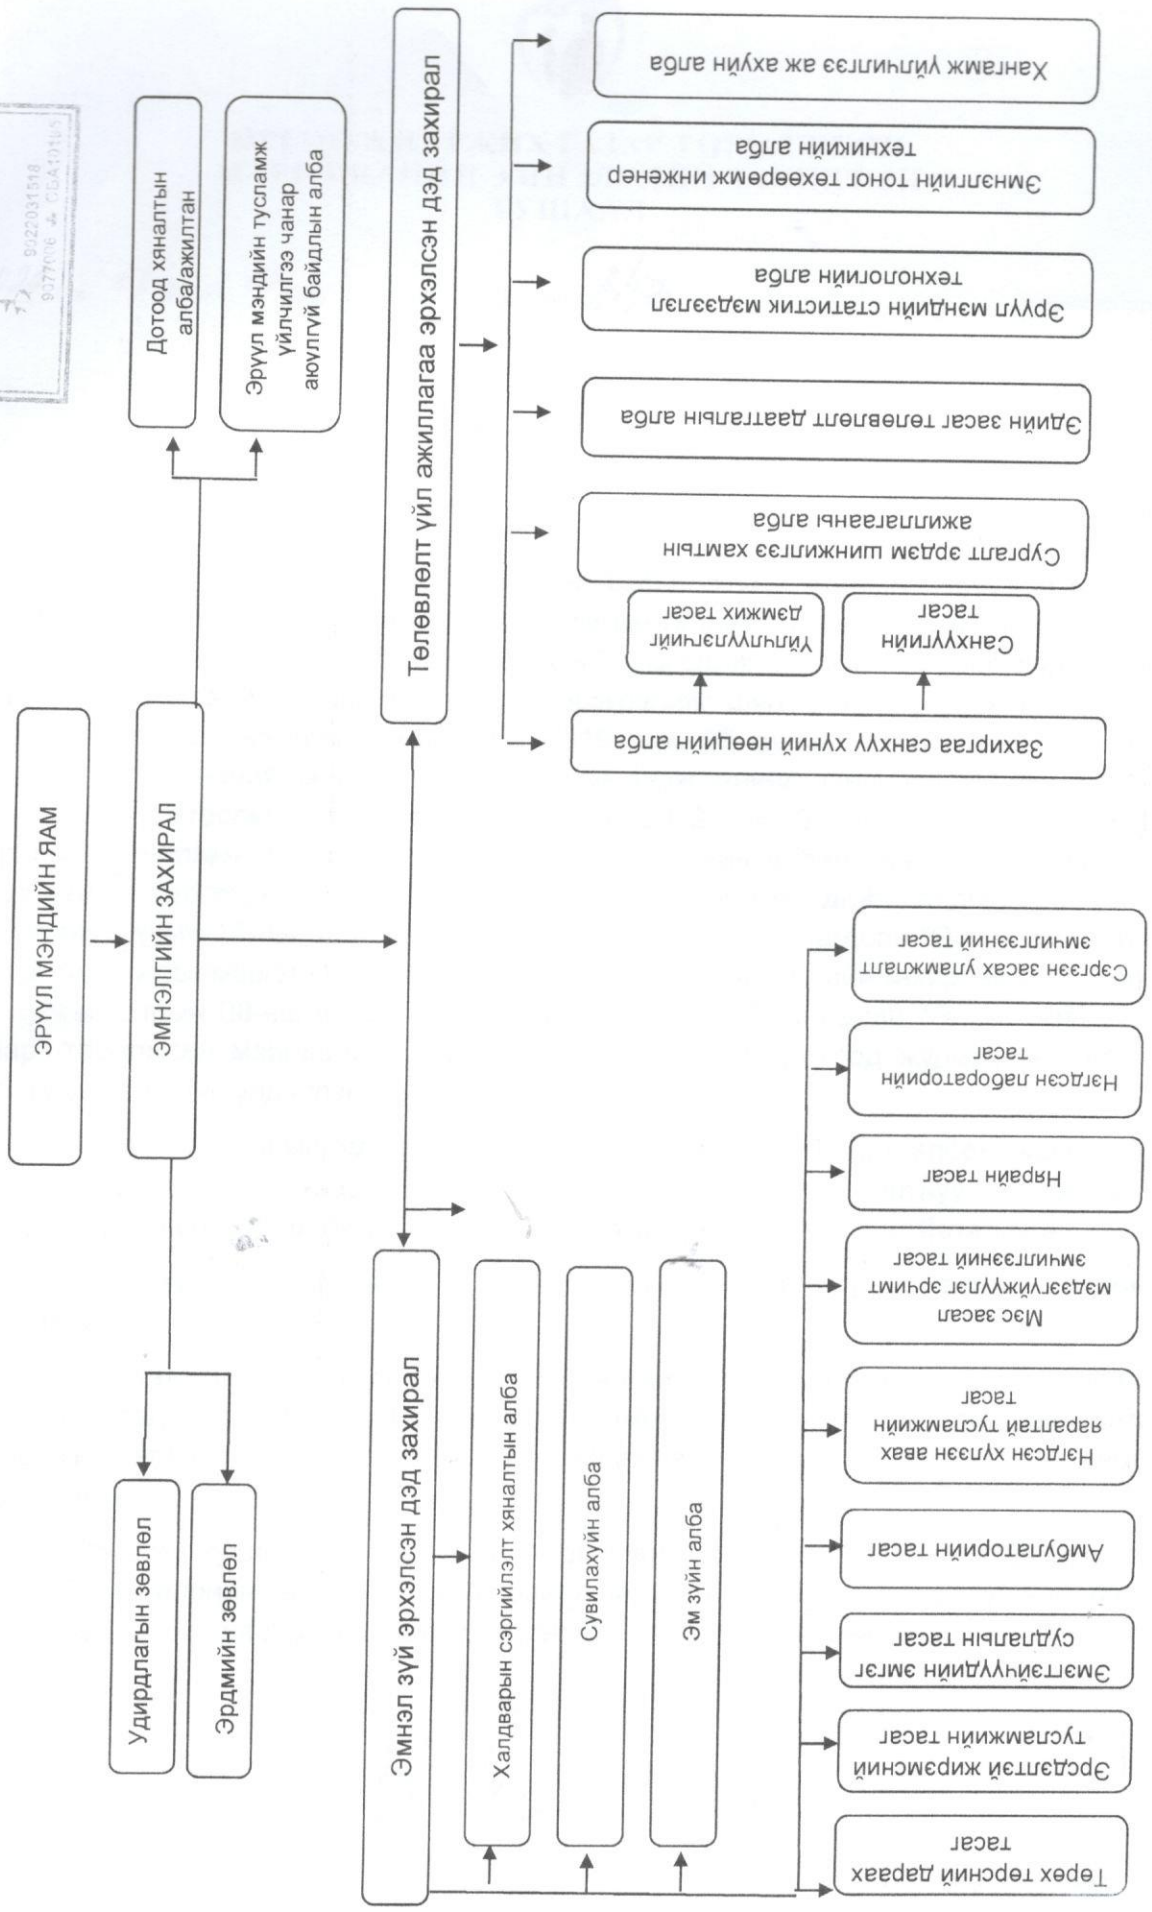 ЭРҮҮЛ МЭНДИЙН ЯАМ
ЭМНЭЛГИЙН ЗАХИРАЛ
Удирдлагын зөвлөл
Эрдмийн зөвлөл
Дотоод хяналтын
алба/ажилтан
Эрүүл мэндийн тусламж
үйлчилгээ чанар
аюулгүй байдлын алба
9022031518
Эмнэл зүй эрхэлсэн дэд захирал
Төлөвлөлт үйл ажиллагаа эрхэлсэн дэд захирал
Халдварын сэргийлэлт хяналтын алба
Сувилахуйн алба
Эм зүйн алба
Төрөх төрсний дараах
тасаг
Эрсдэлтэй жирэмсний
тусламжийн тасаг
Эмэгтэйчүүдийн эмгэг
судлалын тасаг
Амбулаторийн тасаг
Нэгдсэн хүлээн авах
яаралтай тусламжийн
тасаг
Мэс засал
мэдээгүйжүүлэг эрчимт
эмчилгээний тасаг
Нярайн тасаг
Нэгдсэн лабораторийн
тасаг
Сэргээн засах уламжлалт
эмчилгээний тасаг
Захиргаа санхүү хүний нөөцийн алба
Үйлчлүүлэгчийг
дэмжих тасаг
Санхүүгийн
тасаг
Сургалт эрдэм шинжилгээ хамтын
ажиллагааны алба
Эдийн засаг төлөвлөлт даатгалын алба
Эрүүл мэндийн статистик мэдээлэл
технологийн алба
Эмнэлгийн тоног төхөөрөмж инженер
техникийн алба
Хангамж үйлчилгээ аж ахуйн алба